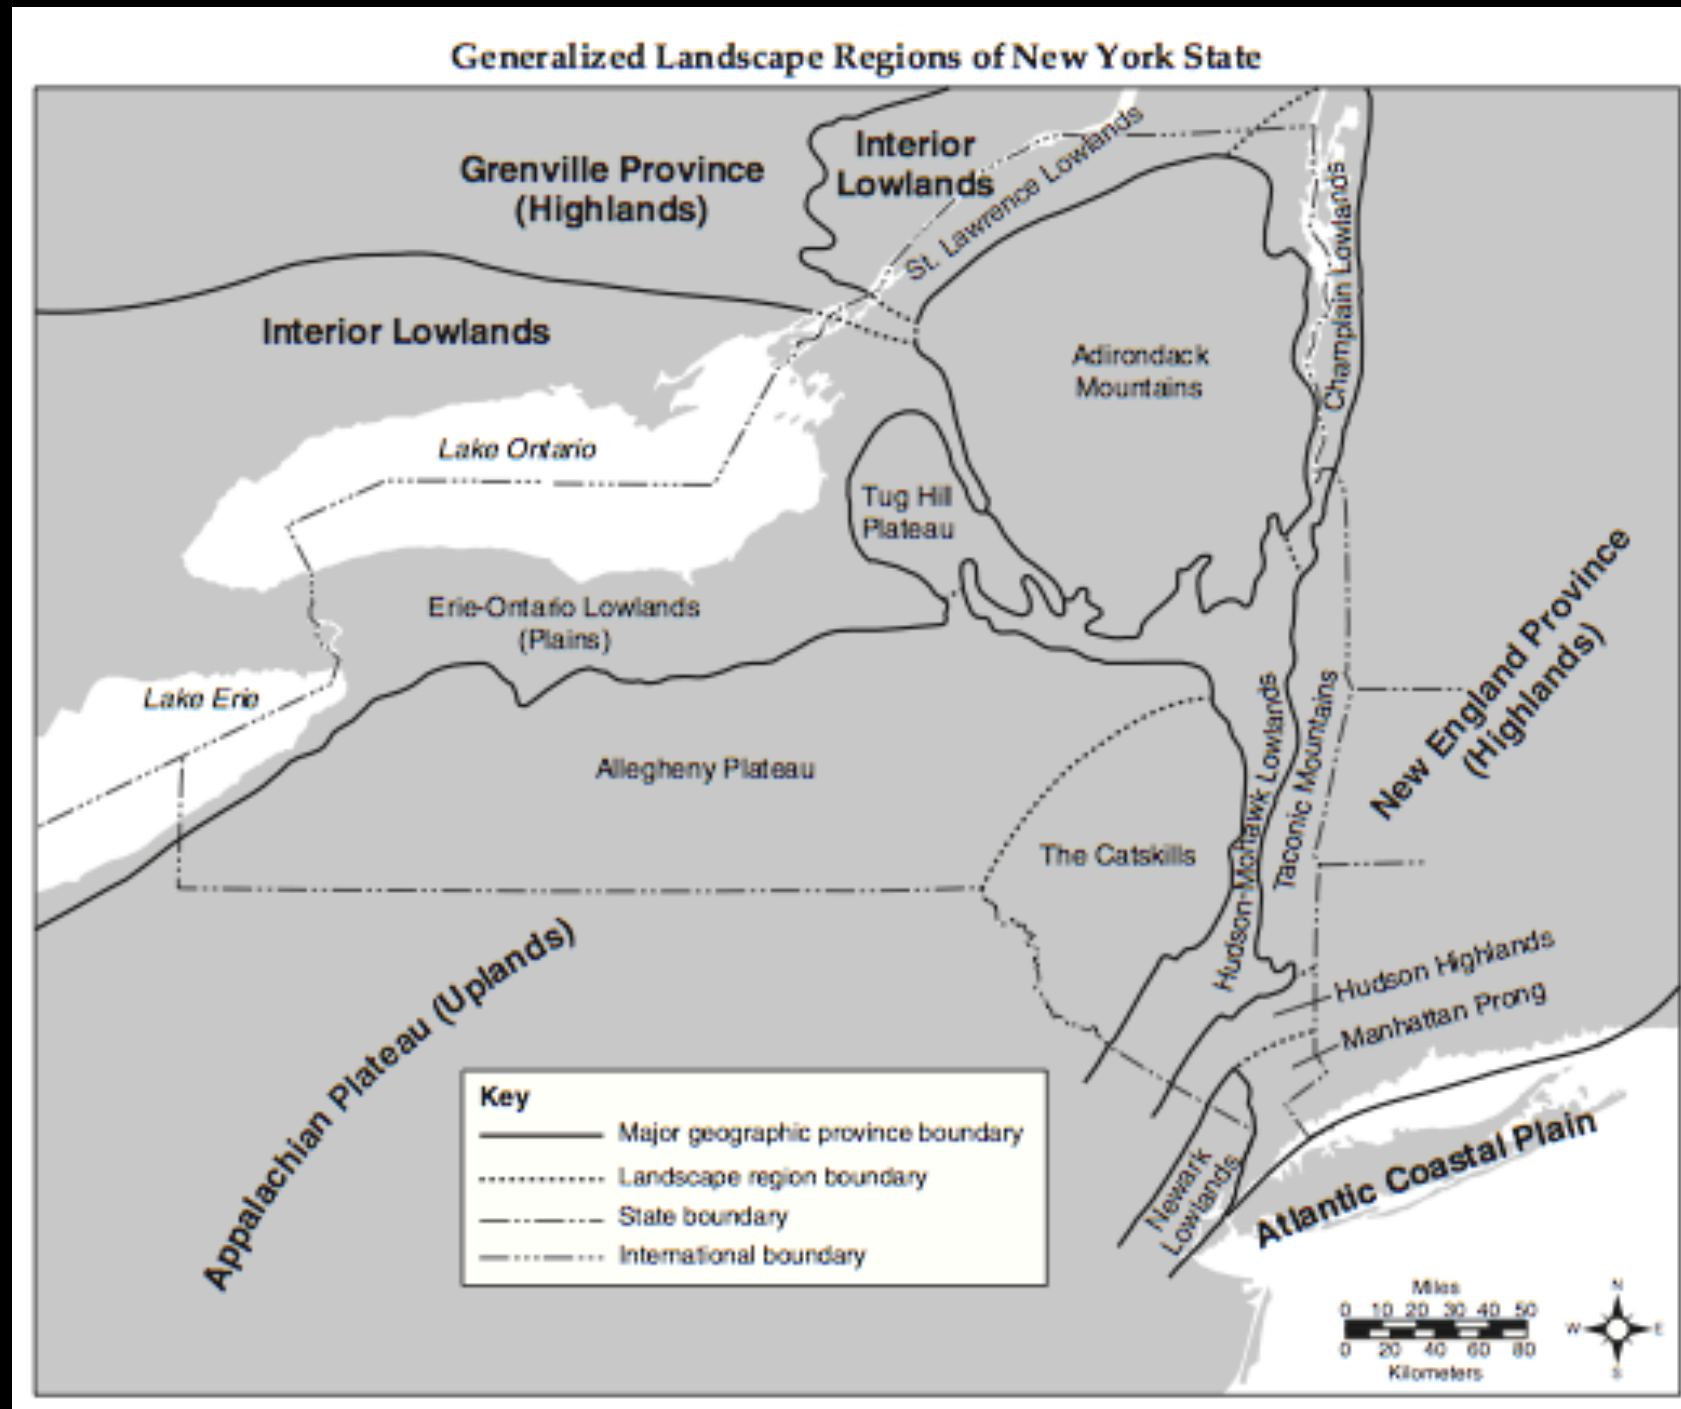 Generalized Landscape Regions of New York State
Grenville Province
(Highlands)
Interior
Lowlands
St. Lawrence Lowlands
Champlain Lowlands
Interior Lowlands
Adirondack
Mountains
Lake Ontario
Tug Hill
Plateau
Erie-Ontario Lowlands
(Plains)
New England Province
(Highlands)
Lake Erie
Allegheny Plateau
The Catskills
Hudson-Mohawk Lowlands
Taconic Mountains
Appalachian Plateau (Uplands)
Hudson Highlands
Manhattan Prong
Newark
Lowlands
Atlantic Coastal Plain
Key
Major geographic province boundary
Landscape region boundary
State boundary
International boundary
Miles
0 10 20 30 40 50
0 20 40 60 80
Kilometers
N
W E
S